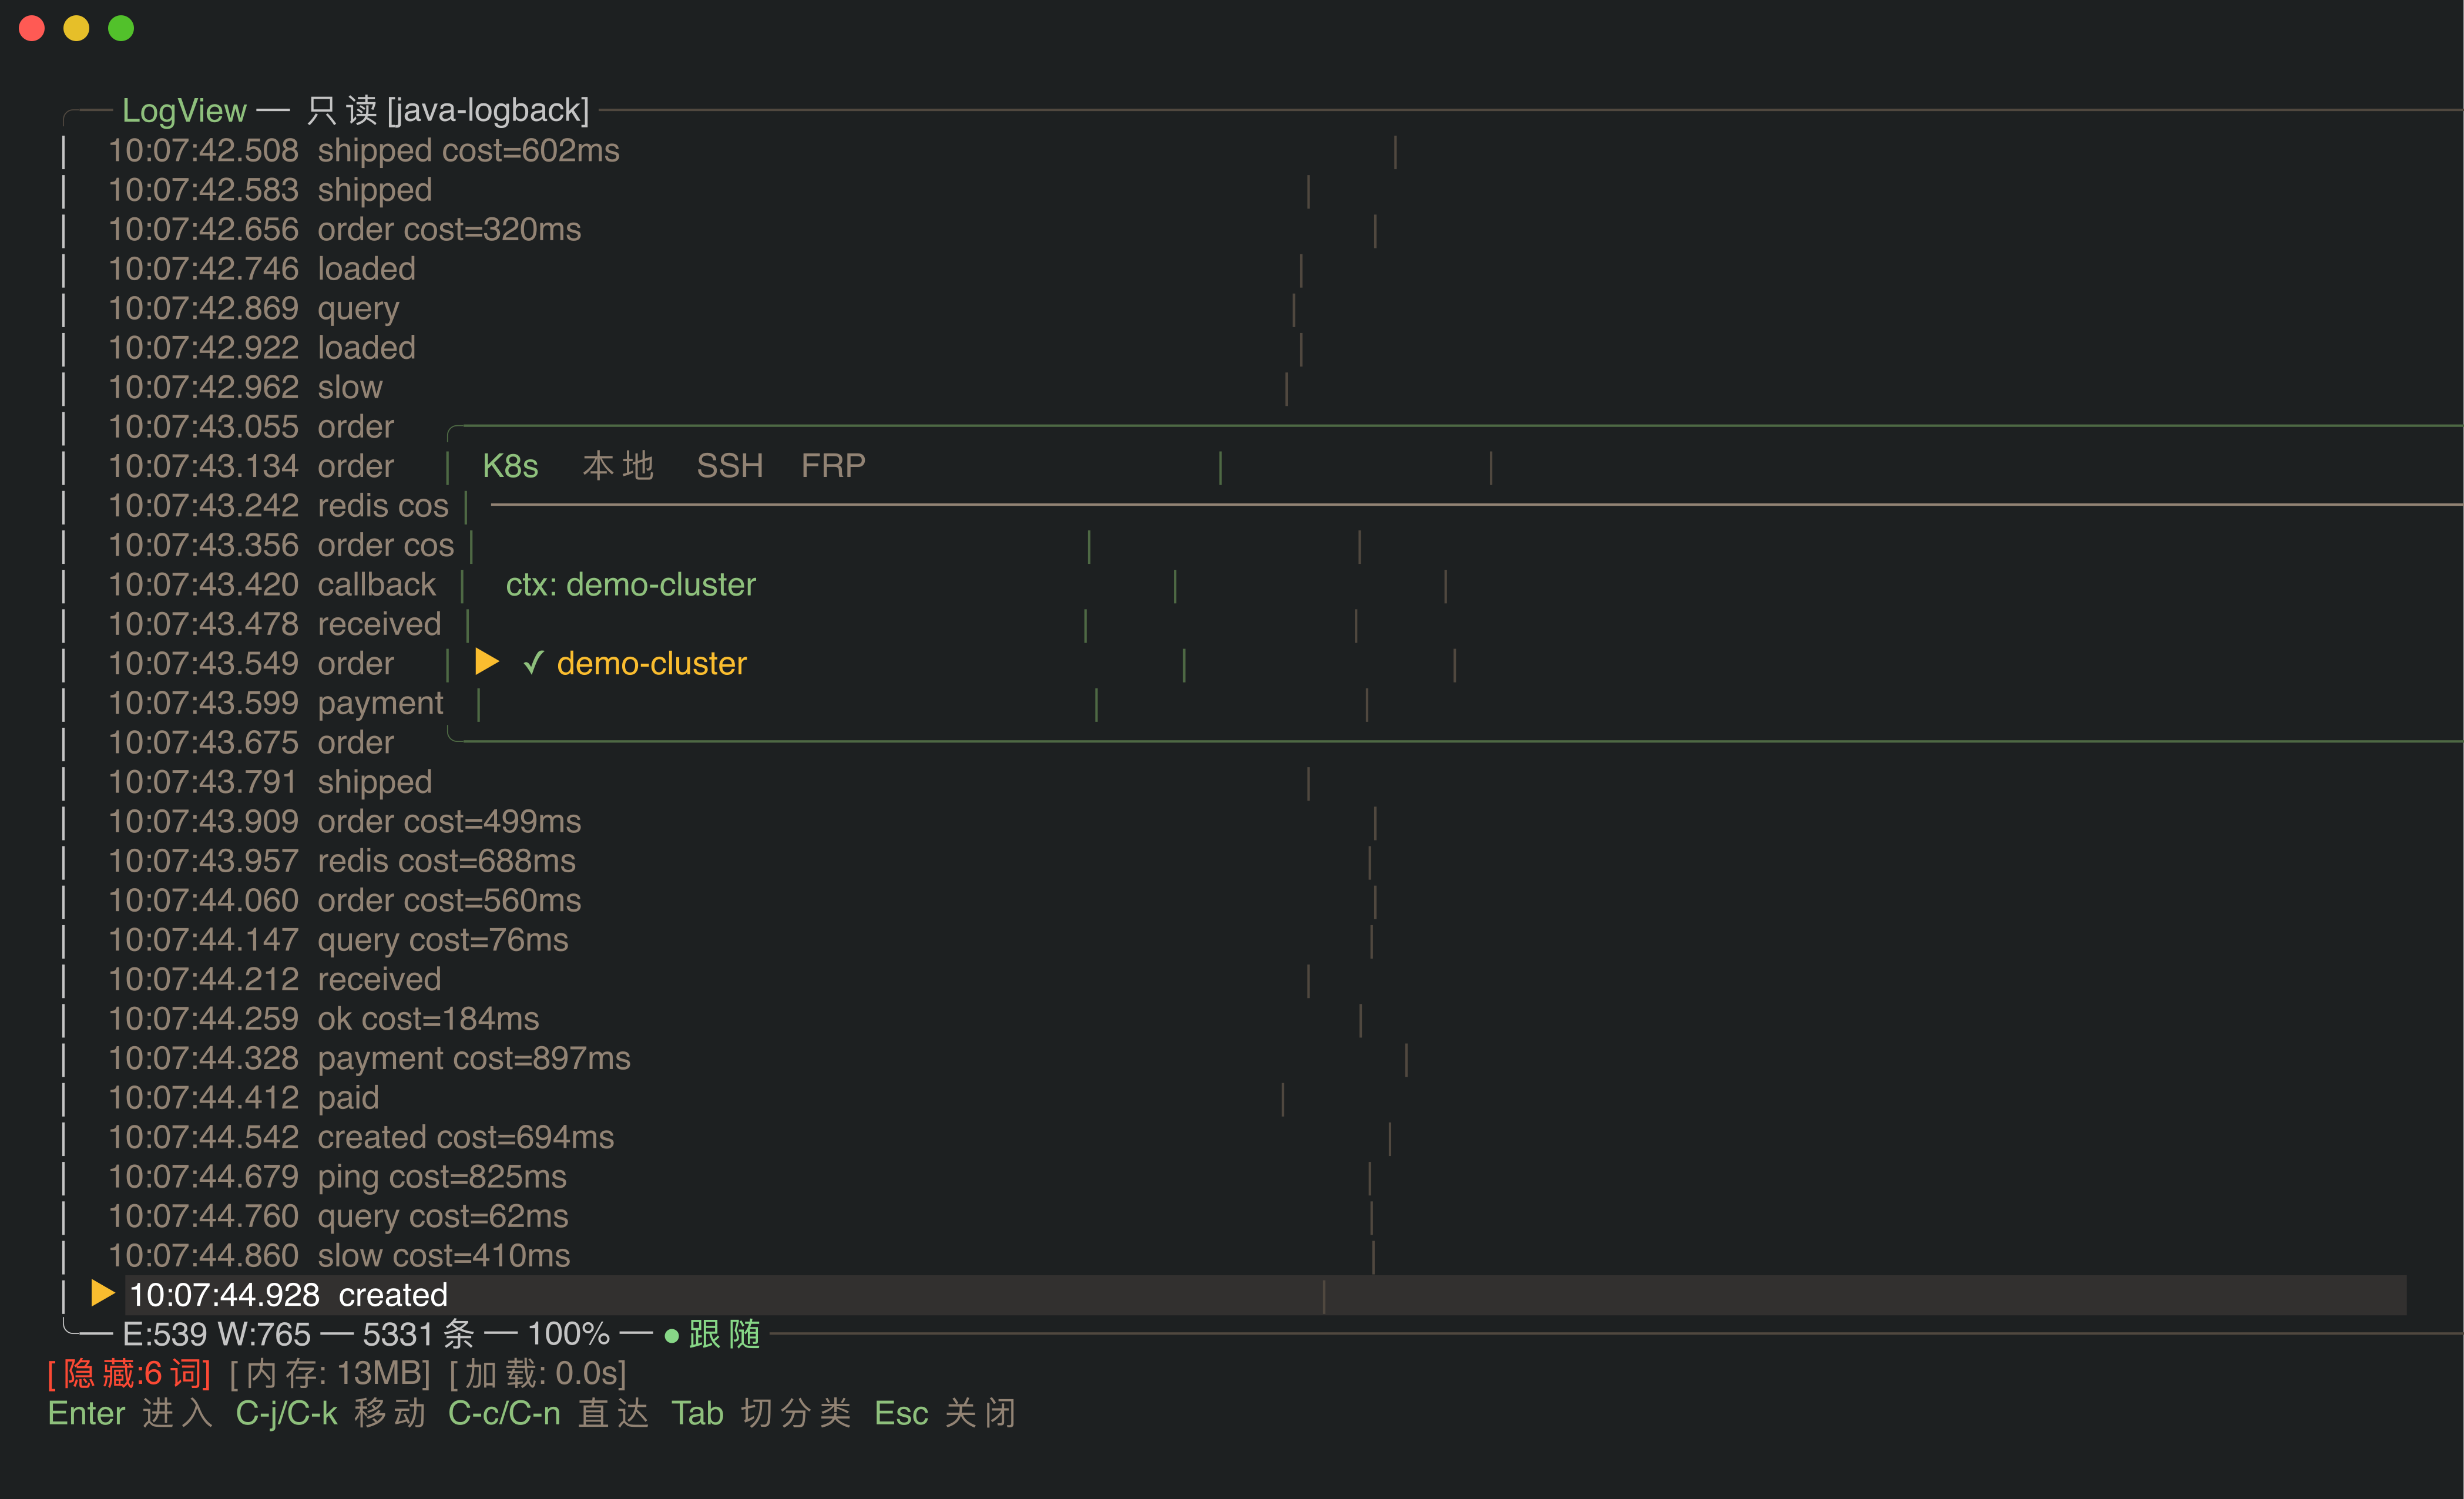 LogView — 只读 [java-logback]
10:07:42.508 shipped cost=602ms
10:07:42.583 shipped
10:07:42.656 order cost=320ms
10:07:42.746 loaded
10:07:42.869 query
10:07:42.922 loaded
10:07:42.962 slow
10:07:43.055 order
10:07:43.134 order K8s 本地 SSH FRP
10:07:43.242 redis cos
10:07:43.356 order cos
10:07:43.420 callback ctx: demo-cluster
10:07:43.478 received
10:07:43.549 order ▶ ✓ demo-cluster
10:07:43.599 payment
10:07:43.675 order
10:07:43.791 shipped
10:07:43.909 order cost=499ms
10:07:43.957 redis cost=688ms
10:07:44.060 order cost=560ms
10:07:44.147 query cost=76ms
10:07:44.212 received
10:07:44.259 ok cost=184ms
10:07:44.328 payment cost=897ms
10:07:44.412 paid
10:07:44.542 created cost=694ms
10:07:44.679 ping cost=825ms
10:07:44.760 query cost=62ms
10:07:44.860 slow cost=410ms
▶ 10:07:44.928 created
E:539 W:765 — 5331 条 — 100% — ● 跟随
[隐藏:6 词] [内存: 13MB] [加载: 0.0s]
Enter 进入 C-j/C-k 移动 C-c/C-n 直达 Tab 切分类 Esc 关闭